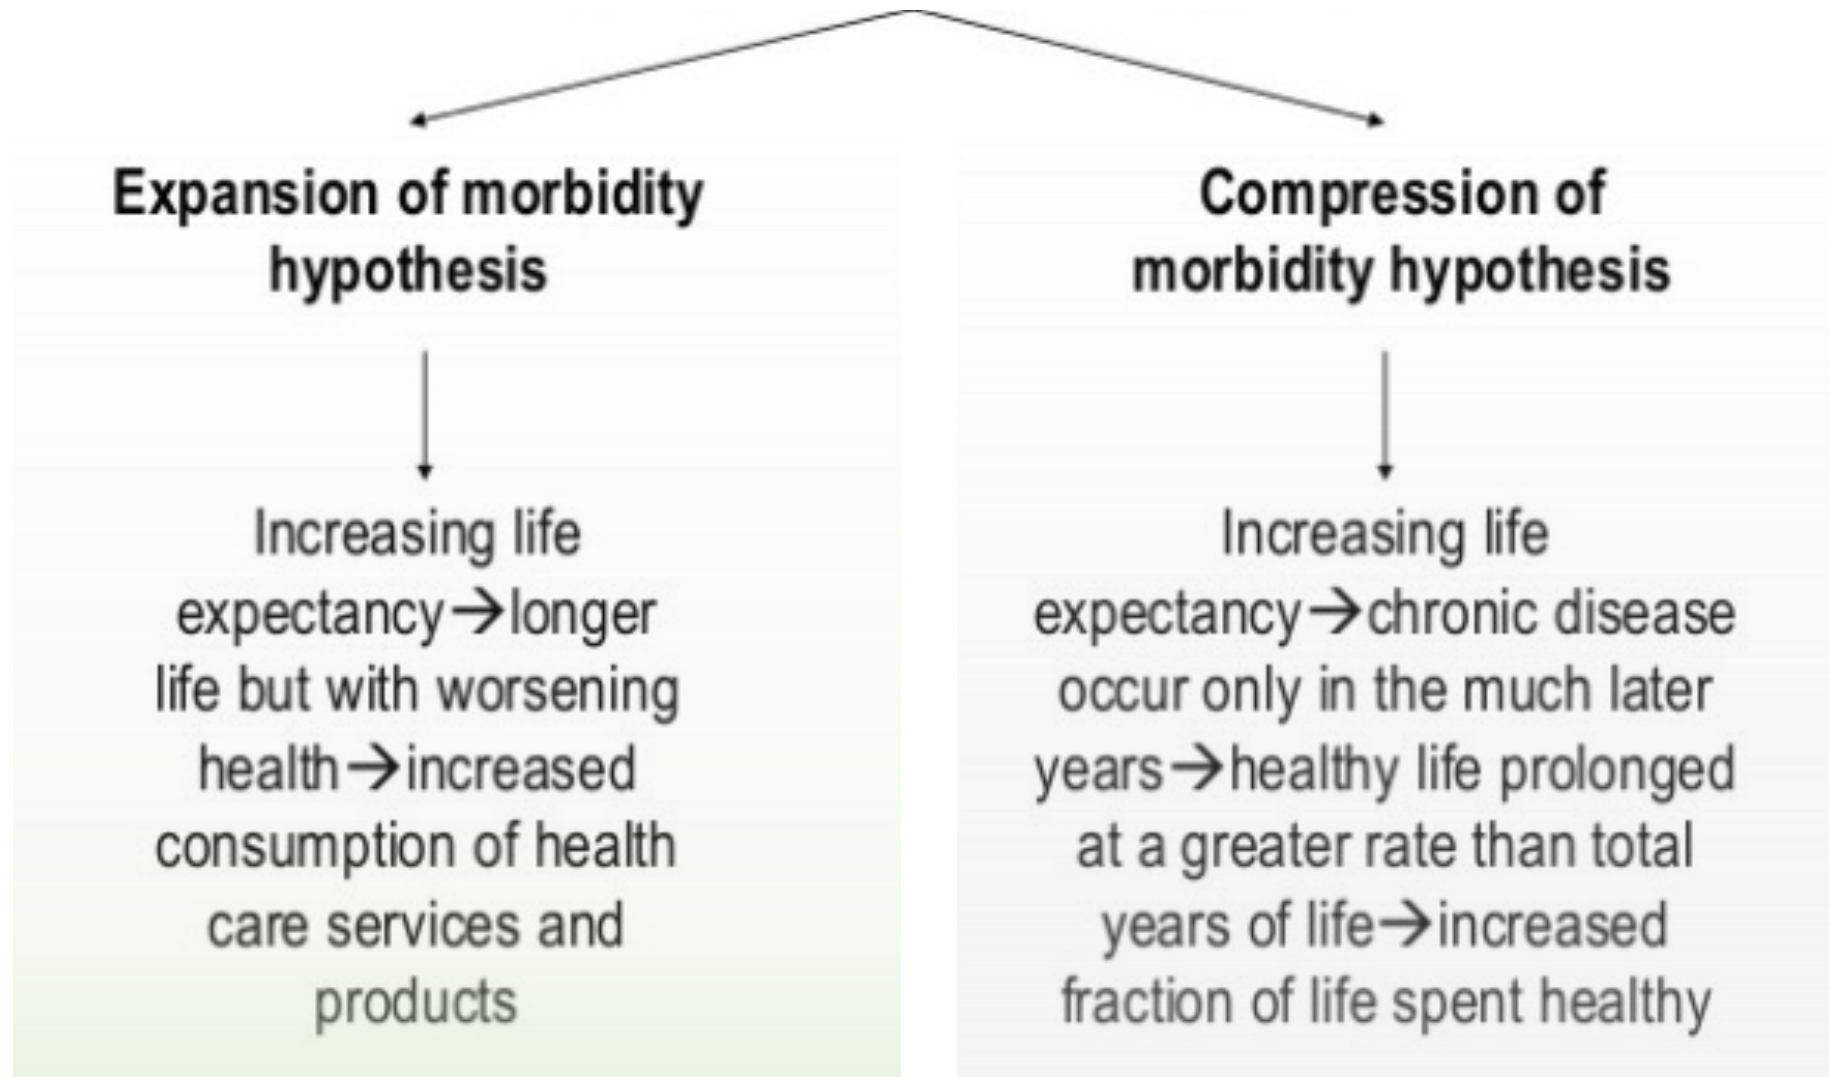 Expansion of morbidity
hypothesis
Increasing life
expectancy→longer
life but with worsening
health→increased
consumption of health
care services and
products
Compression of
morbidity hypothesis
Increasing life
expectancy→chronic disease
occur only in the much later
years→healthy life prolonged
at a greater rate than total
years of life→increased
fraction of life spent healthy